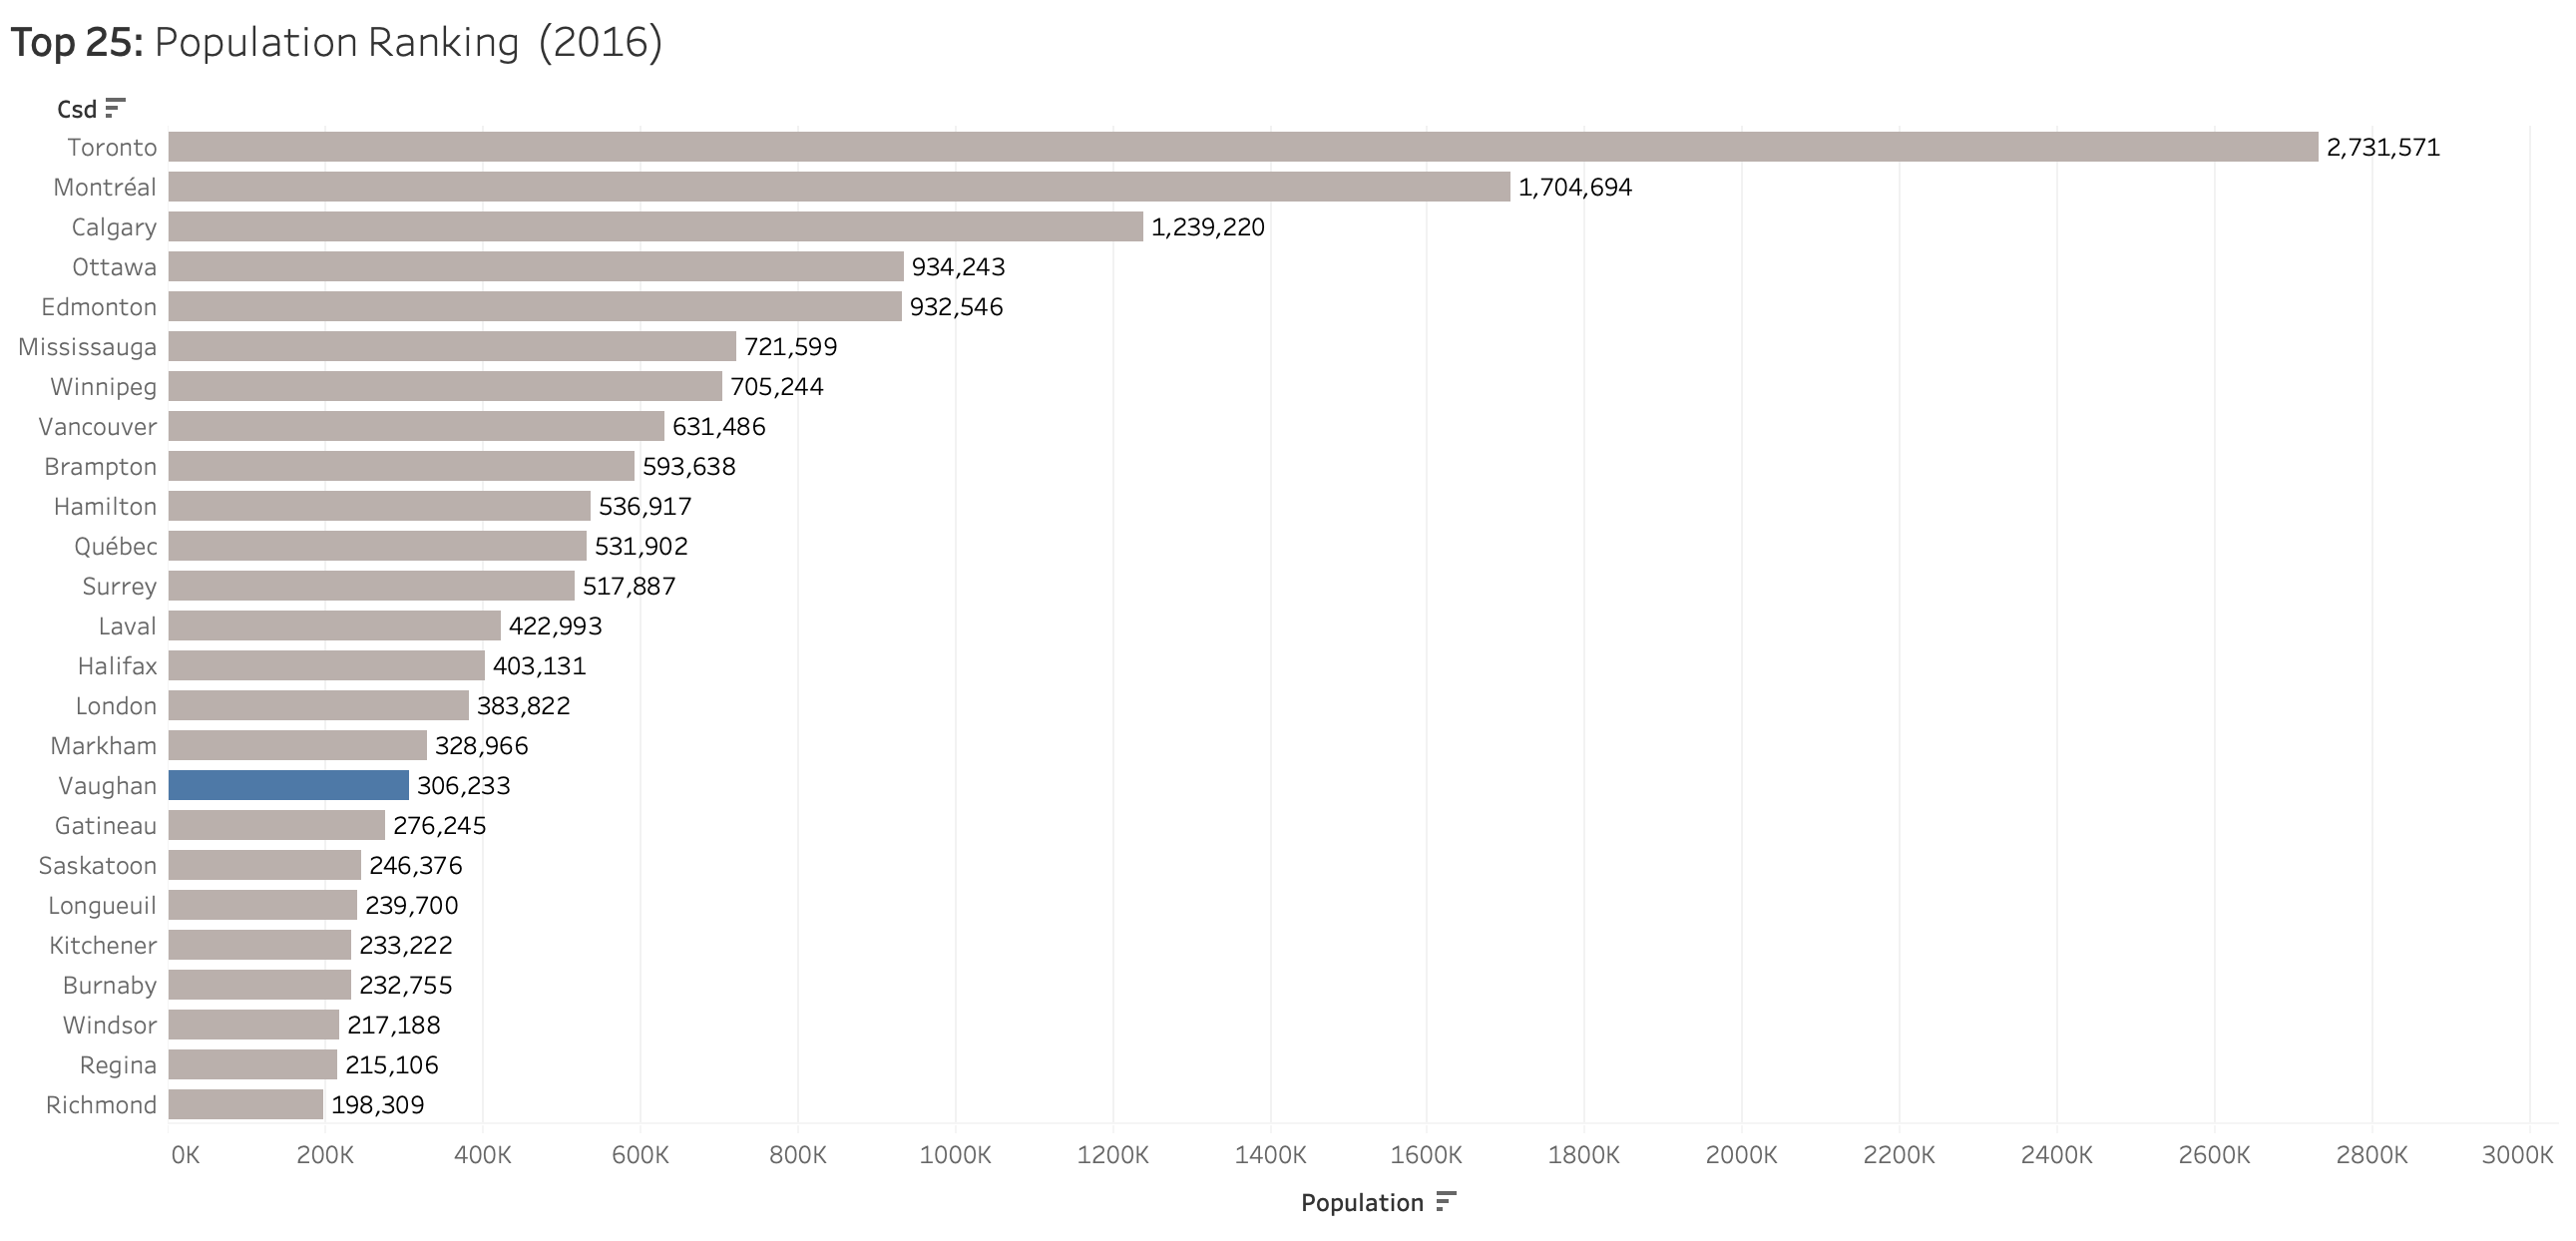 Top 25: Population Ranking (2016)
Csd
Toronto 2,731,571
Montréal 1,704,694
Calgary 1,239,220
Ottawa 934,243
Edmonton 932,546
Mississauga 721,599
Winnipeg 705,244
Vancouver 631,486
Brampton 593,638
Hamilton 536,917
Québec 531,902
Surrey 517,887
Laval 422,993
Halifax 403,131
London 383,822
Markham 328,966
Vaughan 306,233
Gatineau 276,245
Saskatoon 246,376
Longueuil 239,700
Kitchener 233,222
Burnaby 232,755
Windsor 217,188
Regina 215,106
Richmond 198,309
0K 200K 400K 600K 800K 1000K 1200K 1400K 1600K 1800K 2000K 2200K 2400K 2600K 2800K 3000K
Population